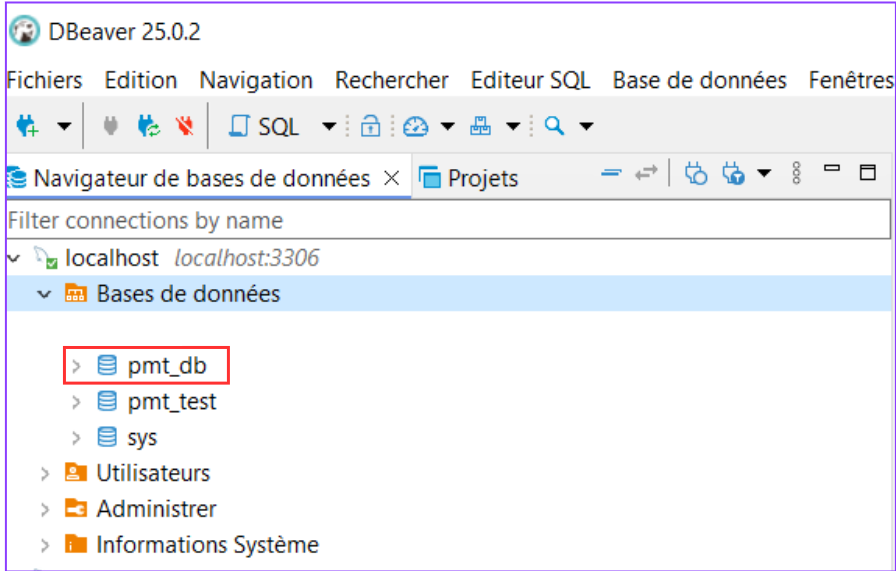 DBeaver 25.0.2
Fichiers Edition Navigation Rechercher Editeur SQL Base de données Fenêtres
SQL
Navigateur de bases de données Projets
Filter connections by name
localhost localhost:3306
Bases de données
pmt_db
pmt_test
sys
Utilisateurs
Administrer
Informations Système